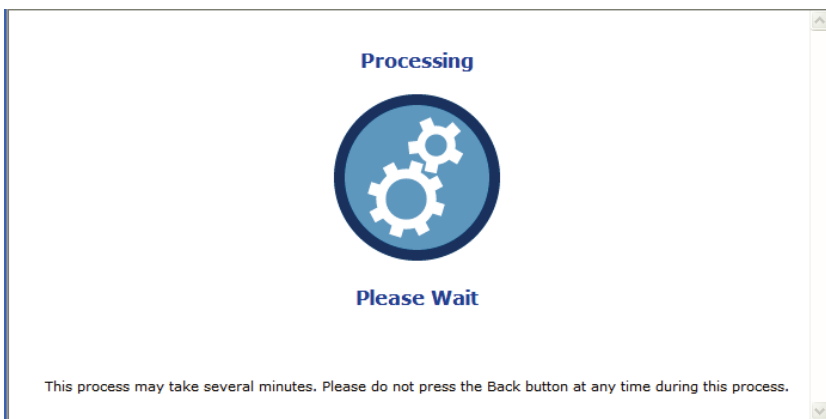 Processing
Please Wait
This process may take several minutes. Please do not press the Back button at any time during this process.